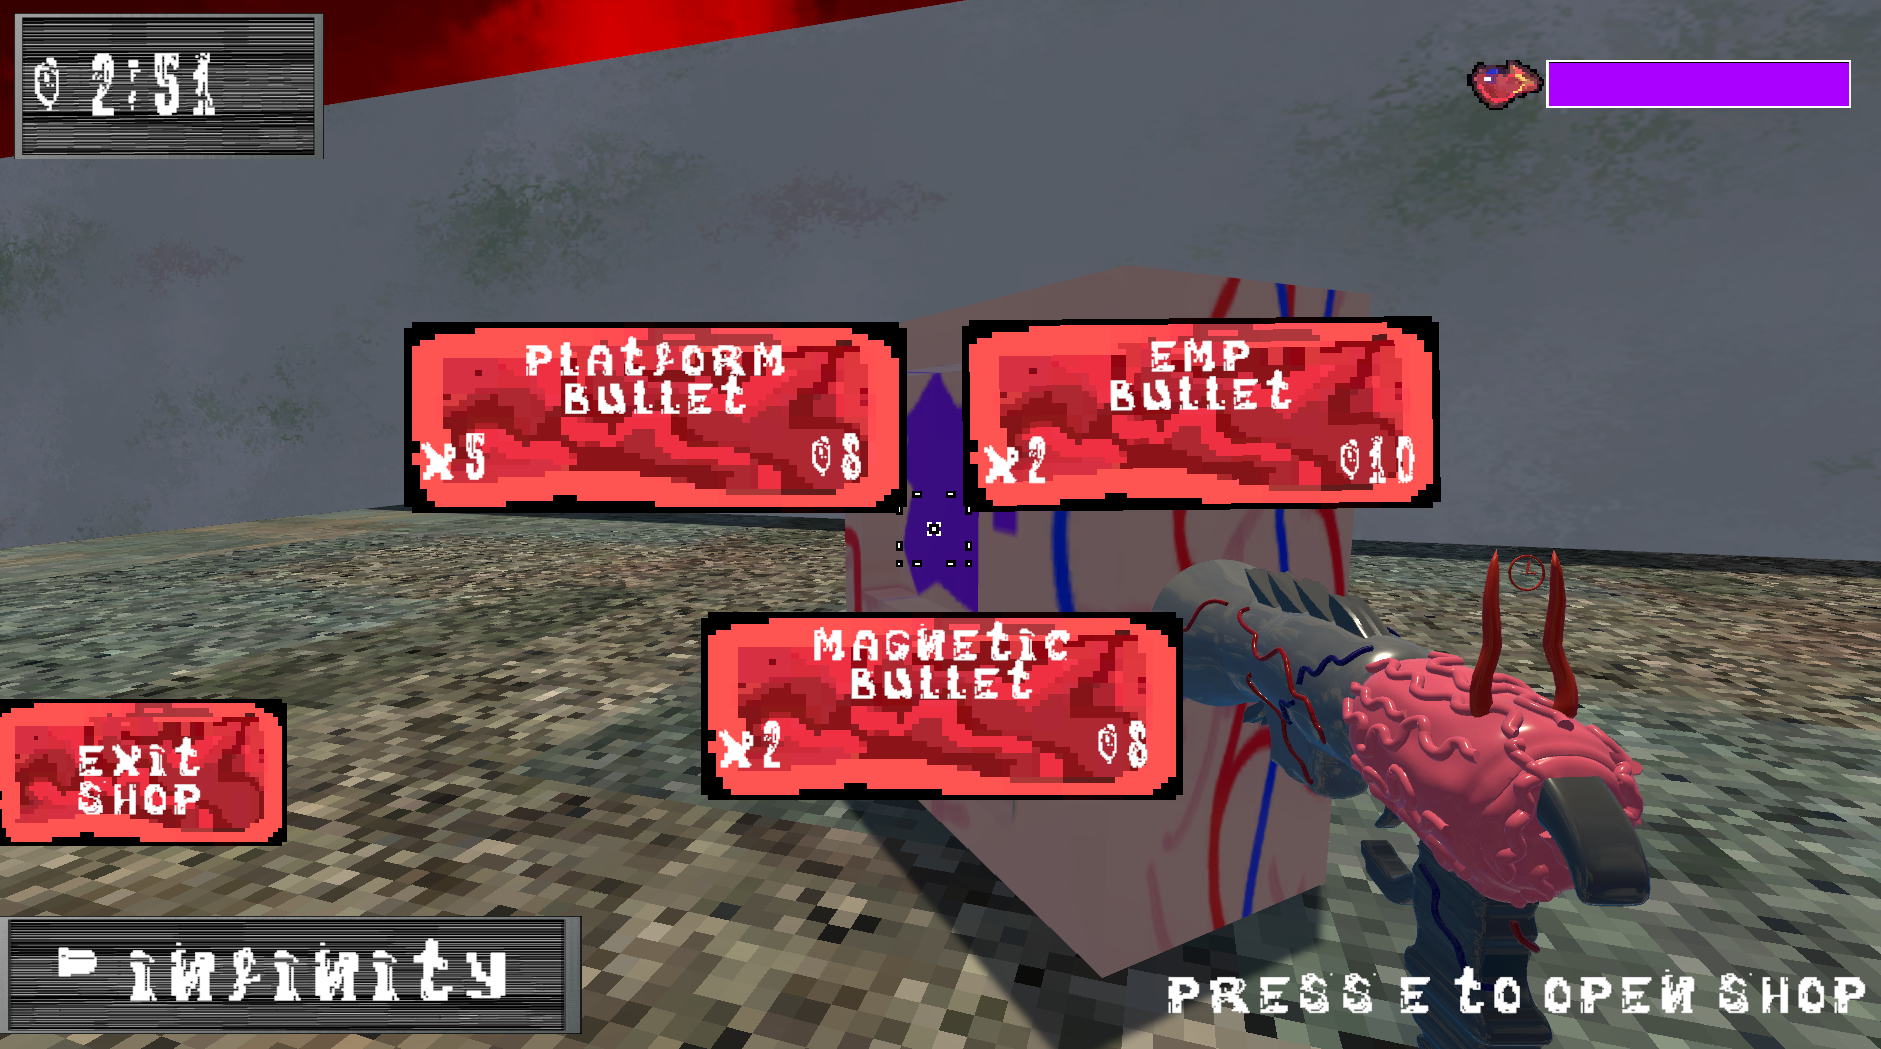 2:51
PLATFORM
BULLET
x5
8
EMP
BULLET
x2
10
MAGNETIC
BULLET
x2
8
EXIT
SHOP
infinity
PRESS E TO OPEN SHOP